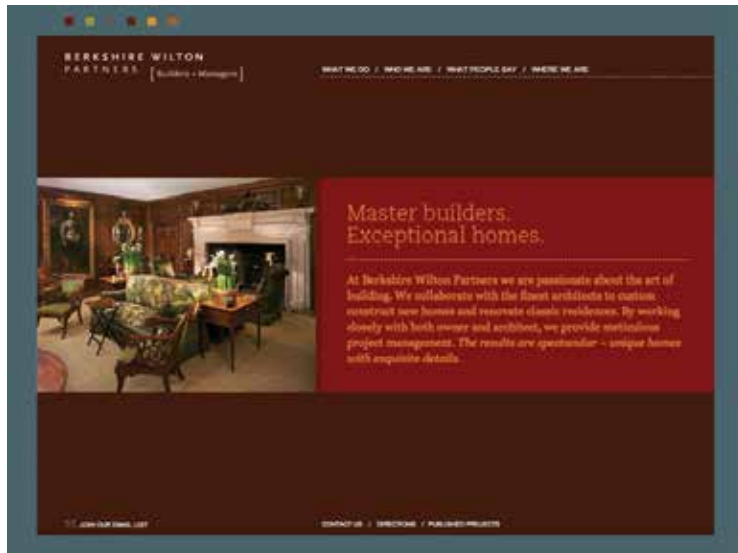 BERKSHIRE WILTON
PARTNERS [Builders + Managers]
WHAT WE DO / WHO WE ARE / WHAT PEOPLE SAY / WHERE WE ARE
Master builders.
Exceptional homes.
At Berkshire Wilton Partners we are passionate about the art of
building. We collaborate with the finest architects to custom
construct new homes and renovate classic residences. By working
closely with both owner and architect, we provide meticulous
project management. The results are spectacular – unique homes
with exquisite details.
JOIN OUR EMAIL LIST
CONTACT US / DIRECTIONS / PUBLISHED PROJECTS